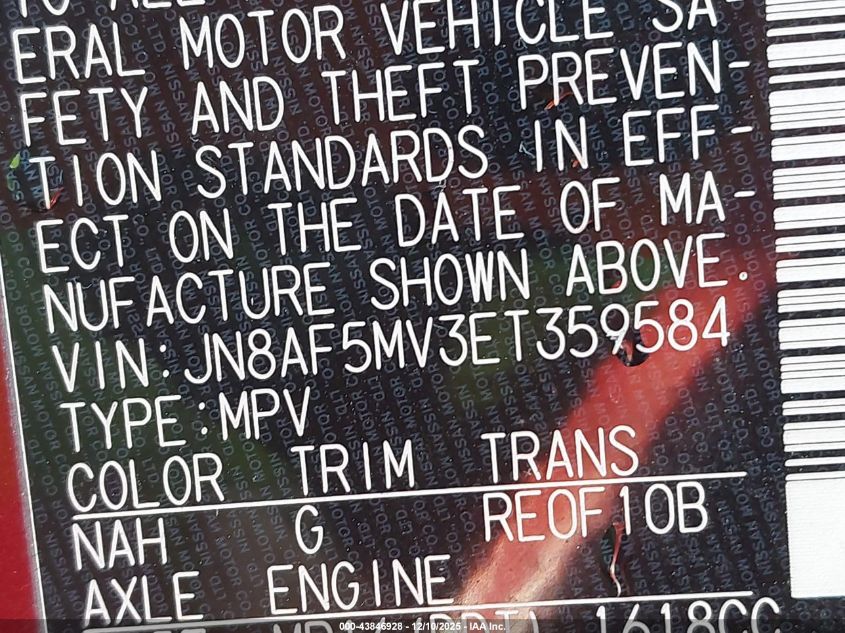 ERAL MOTOR VEHICLE SA-
FETY AND THEFT PREVEN-
TION STANDARDS IN EFF-
ECT ON THE DATE OF MA-
NUFACTURE SHOWN ABOVE.
VIN:JN8AF5MV3ET359584
TYPE:MPV
COLOR TRIM TRANS
NAH G REOF10B
AXLE ENGINE
1618CC
000-43846928 - 12/10/2025 - IAA Inc.